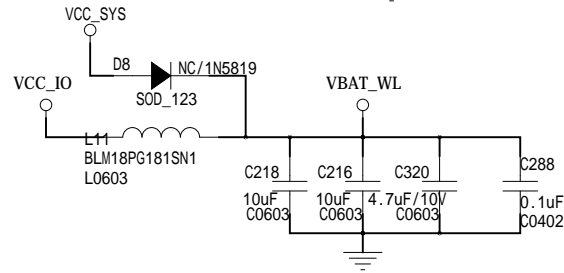 VCC_SYS
D8
NC/1N5819
SOD_123
VCC_IO
VBAT_WL
L11
BLM18PG181SN1
L0603
C218
10uF
C0603
C216
10uF
C0603
C320
4.7uF/10V
C0603
C288
0.1uF
C0402